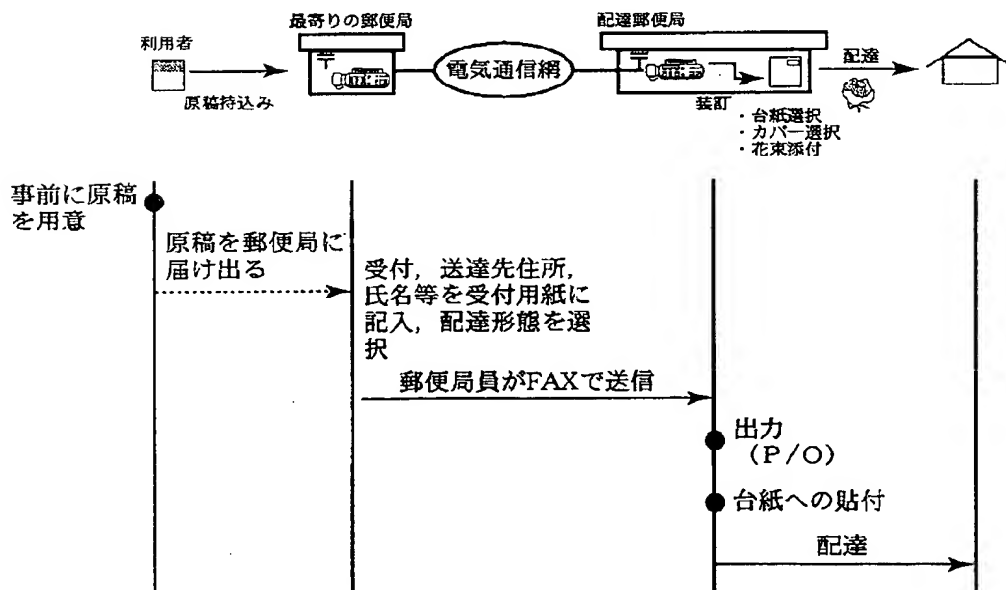 最寄りの郵便局
配達郵便局
利用者
原稿持込み
電気通信網
装釘
配達
・台紙選択
・カバー選択
・花束添付
事前に原稿
を用意
原稿を郵便局に
届け出る
受付，送達先住所，
氏名等を受付用紙に
記入，配達形態を選
択
郵便局員がFAXで送信
出力
（P/O）
台紙への貼付
配達